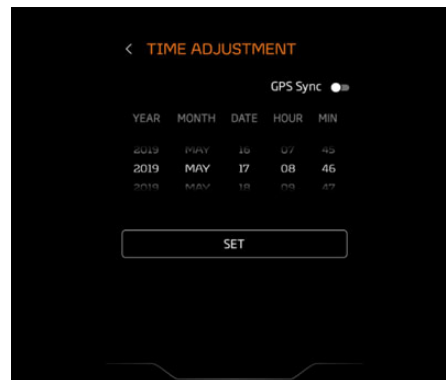 < TIME ADJUSTMENT
GPS Sync
YEAR MONTH DATE HOUR MIN
2019 MAY 16 07 45
2019 MAY 17 08 46
2019 MAY 18 09 47
SET